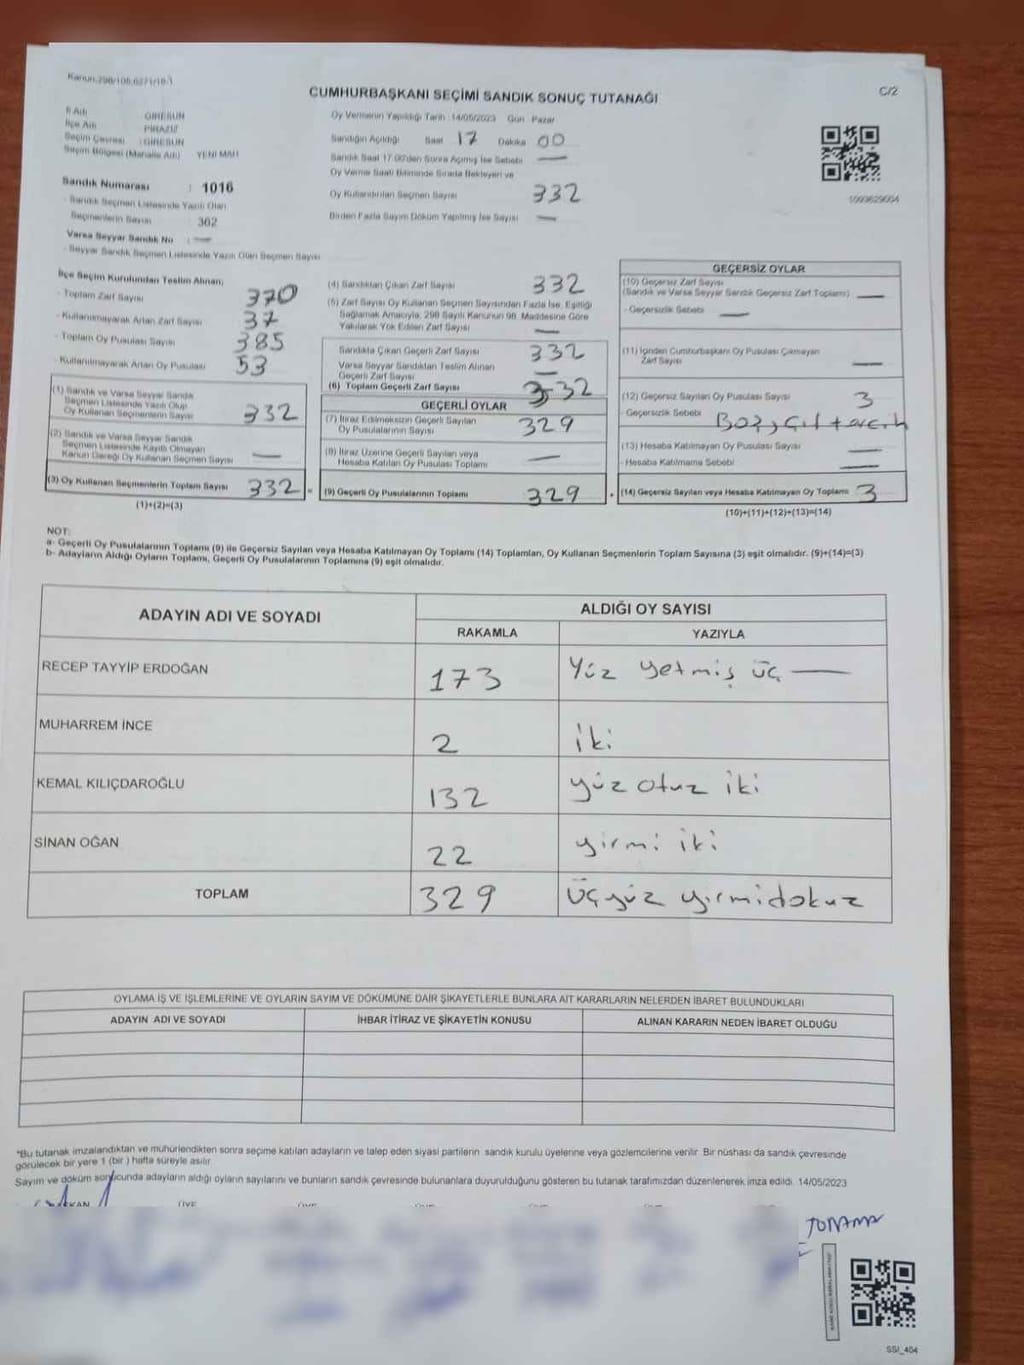 Kanun:298/105,6271/18-1
CUMHURBAŞKANI SEÇİMİ SANDIK SONUÇ TUTANAĞI
C/2
İl Adı GİRESUN
İlçe Adı PİRAZİZ
Seçim Çevresi : GİRESUN
Seçim Bölgesi (Mahalle Adı) YENİ MAH
Sandık Numarası : 1016
- Sandık Seçmen Listesinde Yazılı Olan
Seçmenlerin Sayısı 362
Varsa Seyyar Sandık No : —
- Seyyar Sandık Seçmen Listesinde Yazılı Olan Seçmen Sayısı
Oy Vermenin Yapıldığı Tarih :14/05/2023 Gün Pazar
Sandığın Açıldığı Saat 17 Dakika 00
Sandık Saat 17.00'den Sonra Açılmış İse Sebebi —
Oy Verme Saati Bitiminde Sırada Bekleyen ve
Oy Kullandırılan Seçmen Sayısı 332
Birden Fazla Sayım Döküm Yapılmış İse Sayısı —
İlçe Seçim Kurulundan Teslim Alınan;
- Toplam Zarf Sayısı 370
- Kullanılmayarak Artan Zarf Sayısı 37
- Toplam Oy Pusulası Sayısı 385
- Kullanılmayarak Artan Oy Pusulası 53
(1) Sandık ve Varsa Seyyar Sandık
Seçmen Listesinde Yazılı Olup
Oy Kullanan Seçmenlerin Sayısı 332
(2) Sandık ve Varsa Seyyar Sandık
Seçmen Listesinde Kayıtlı Olmayan
Kanun Gereği Oy Kullanan Seçmen Sayısı —
(3) Oy Kullanan Seçmenlerin Toplam Sayısı 332
(1)+(2)=(3)
(4) Sandıktan Çıkan Zarf Sayısı 332
(5) Zarf Sayısı Oy Kullanan Seçmen Sayısından Fazla İse, Eşitliği
Sağlamak Amacıyla, 298 Sayılı Kanunun 98. Maddesine Göre
Yakılarak Yok Edilen Zarf Sayısı —
Sandıkta Çıkan Geçerli Zarf Sayısı 332
Varsa Seyyar Sandıktan Teslim Alınan
Geçerli Zarf Sayısı —
(6) Toplam Geçerli Zarf Sayısı 332
GEÇERLİ OYLAR
(7) İtiraz Edilmeksizin Geçerli Sayılan
Oy Pusulalarının Sayısı 329
(8) İtiraz Üzerine Geçerli Sayılan veya
Hesaba Katılan Oy Pusulası Toplamı —
(9) Geçerli Oy Pusulalarının Toplamı 329
GEÇERSİZ OYLAR
(10) Geçersiz Zarf Sayısı
(Sandık ve Varsa Seyyar Sandık Geçersiz Zarf Toplamı) —
- Geçersizlik Sebebi —
(11) İçinden Cumhurbaşkanı Oy Pusulası Çıkmayan
Zarf Sayısı —
(12) Geçersiz Sayılan Oy Pusulası Sayısı 3
- Geçersizlik Sebebi Boş, Çift tercih
(13) Hesaba Katılmayan Oy Pusulası Sayısı —
- Hesaba Katılmama Sebebi —
(14) Geçersiz Sayılan veya Hesaba Katılmayan Oy Toplamı 3
(10)+(11)+(12)+(13)=(14)
NOT:
a- Geçerli Oy Pusulalarının Toplamı (9) ile Geçersiz Sayılan veya Hesaba Katılmayan Oy Toplamı (14) Toplamları, Oy Kullanan Seçmenlerin Toplam Sayısına (3) eşit olmalıdır. (9)+(14)=(3)
b- Adayların Aldığı Oyların Toplamı, Geçerli Oy Pusulalarının Toplamına (9) eşit olmalıdır.
ADAYIN ADI VE SOYADI
ALDIĞI OY SAYISI
RAKAMLA YAZIYLA
RECEP TAYYİP ERDOĞAN 173 Yüz yetmiş üç —
MUHARREM İNCE 2 iki
KEMAL KILIÇDAROĞLU 132 yüz otuz iki
SİNAN OĞAN 22 yirmi iki
TOPLAM 329 üçyüz yirmidokuz
OYLAMA İŞ VE İŞLEMLERİNE VE OYLARIN SAYIM VE DÖKÜMÜNE DAİR ŞİKAYETLERLE BUNLARA AİT KARARLARIN NELERDEN İBARET BULUNDUKLARI
ADAYIN ADI VE SOYADI İHBAR İTİRAZ VE ŞİKAYETİN KONUSU ALINAN KARARIN NEDEN İBARET OLDUĞU
*Bu tutanak imzalandıktan ve mühürlendikten sonra seçime katılan adayların ve talep eden siyasi partilerin sandık kurulu üyelerine veya gözlemcilerine verilir. Bir nüshası da sandık çevresinde
görülecek bir yere 1 (bir ) hafta süreyle asılır.
Sayım ve döküm sonucunda adayların aldığı oyların sayılarını ve bunların sandık çevresinde bulunanlara duyurulduğunu gösteren bu tutanak tarafımızdan düzenlenerek imza edildi. 14/05/2023
SSI_404